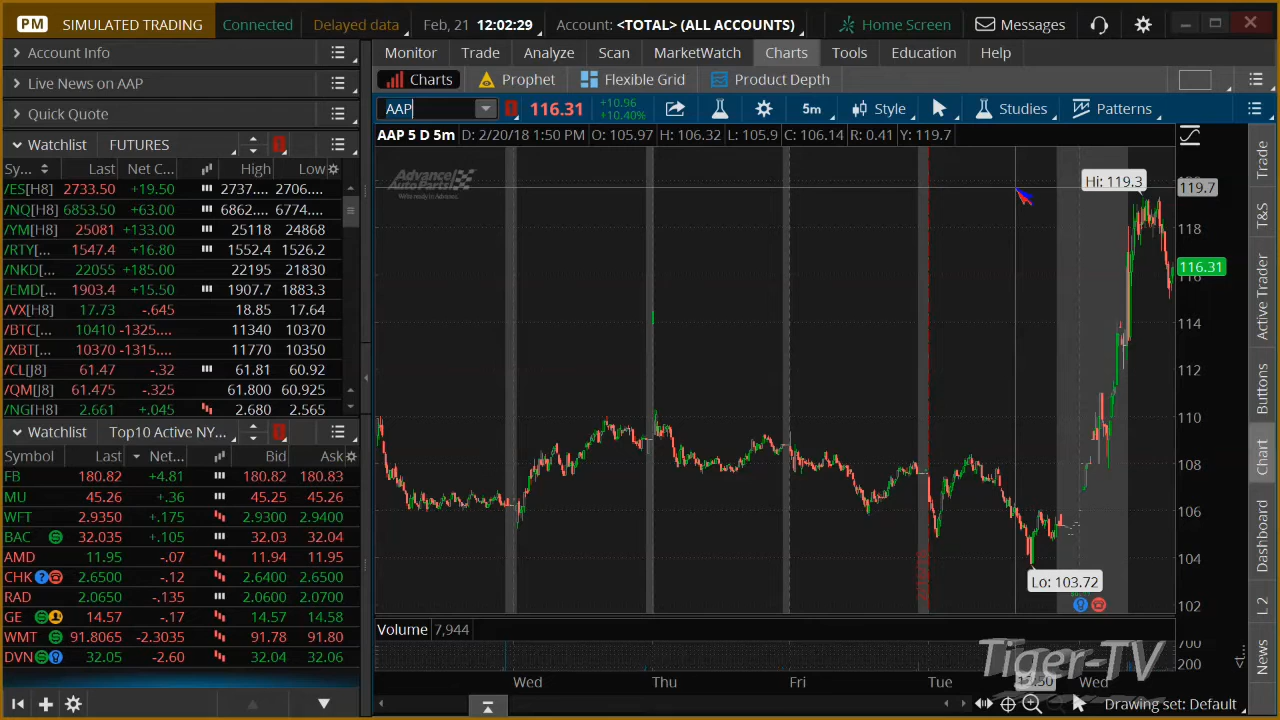 PM SIMULATED TRADING Connected Delayed data Feb, 21 12:02:29 Account: <TOTAL> (ALL ACCOUNTS) Home Screen Messages
Account Info
Live News on AAP
Quick Quote
Watchlist FUTURES
Sy... Last Net C... High Low
/ES[H8] 2733.50 +19.50 2737.... 2706....
/NQ[H8] 6853.50 +63.00 6862.... 6774....
/YM[H8] 25081 +133.00 25118 24868
/RTY[... 1547.4 +16.80 1552.4 1526.2
/NKD[... 22055 +185.00 22195 21830
/EMD[... 1903.4 +15.50 1907.7 1883.3
/VX[H8] 17.73 -.645 18.85 17.64
/BTC[... 10410 -1325.... 11340 10370
/XBT[... 10370 -1315.... 11770 10350
/CL[J8] 61.47 -.32 61.81 60.92
/QM[J8] 61.475 -.325 61.800 60.925
/NG[H8] 2.661 +.045 2.680 2.565
Watchlist Top10 Active NY...
Symbol Last Net... Bid Ask
FB 180.82 +4.81 180.82 180.83
MU 45.26 +.36 45.25 45.26
WFT 2.9350 +.175 2.9300 2.9400
BAC 32.035 +.105 32.03 32.04
AMD 11.95 -.07 11.94 11.95
CHK 2.6500 -.12 2.6400 2.6500
RAD 2.0650 -.135 2.0600 2.0700
GE 14.57 -.17 14.57 14.58
WMT 91.8065 -2.3035 91.78 91.80
DVN 32.05 -2.60 32.04 32.06
Monitor Trade Analyze Scan MarketWatch Charts Tools Education Help
Charts Prophet Flexible Grid Product Depth
AAP 116.31 +10.96 +10.40% 5m Style Studies Patterns
AAP 5 D 5m D: 2/20/18 1:50 PM O: 105.97 H: 106.32 L: 105.9 C: 106.14 R: 0.41 Y: 119.7
Advance Auto Parts
Hi: 119.3
119.7
118
116.31
116
114
112
110
108
106
104
Lo: 103.72
102
Volume 7,944
700
200
Tiger-TV
Wed Thu Fri Tue Wed
Drawing set: Default
Trade
T&S
Active Trader
Buttons
Chart
Dashboard
L 2
News